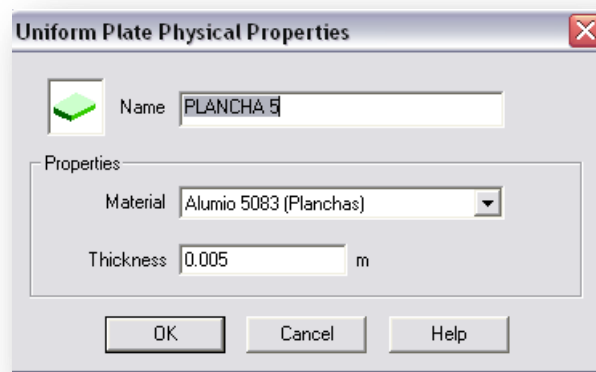 Uniform Plate Physical Properties
Name PLANCHA 5
Properties
Material Alumio 5083 (Planchas)
Thickness 0.005 m
OK Cancel Help